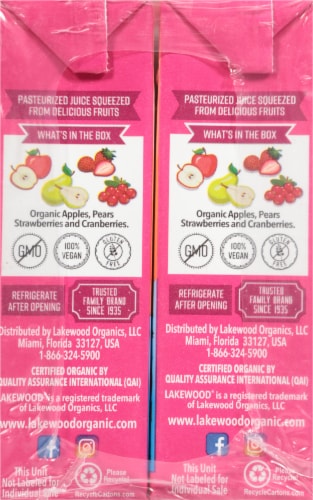 PASTEURIZED JUICE SQUEEZED
FROM DELICIOUS FRUITS
WHAT'S IN THE BOX
Organic Apples, Pears
Strawberries and Cranberries.
GMO
100%
VEGAN
GLUTEN
FREE
REFRIGERATE
AFTER OPENING
TRUSTED
FAMILY BRAND
SINCE 1935
Distributed by Lakewood Organics, LLC
Miami, Florida 33127, USA
1-866-324-5900
CERTIFIED ORGANIC BY
QUALITY ASSURANCE INTERNATIONAL (QAI)
LAKEWOOD® is a registered trademark
of Lakewood Organics, LLC
www.lakewoodorganic.com
This Unit
Not Labeled for
Individual Sale
Please
Recycle
RecycleCartons.com
PASTEURIZED JUICE SQUEEZED
FROM DELICIOUS FRUITS
WHAT'S IN THE BOX
Organic Apples, Pears
Strawberries and Cranberries.
GMO
100%
VEGAN
GLUTEN
FREE
REFRIGERATE
AFTER OPENING
TRUSTED
FAMILY BRAND
SINCE 1935
Distributed by Lakewood Organics, LLC
Miami, Florida 33127, USA
1-866-324-5900
CERTIFIED ORGANIC BY
QUALITY ASSURANCE INTERNATIONAL (QAI)
LAKEWOOD® is a registered trademark
of Lakewood Organics, LLC
www.lakewoodorganic.com
This Unit
Not Labeled for
Individual Sale
Please
Recycle
RecycleCartons.com